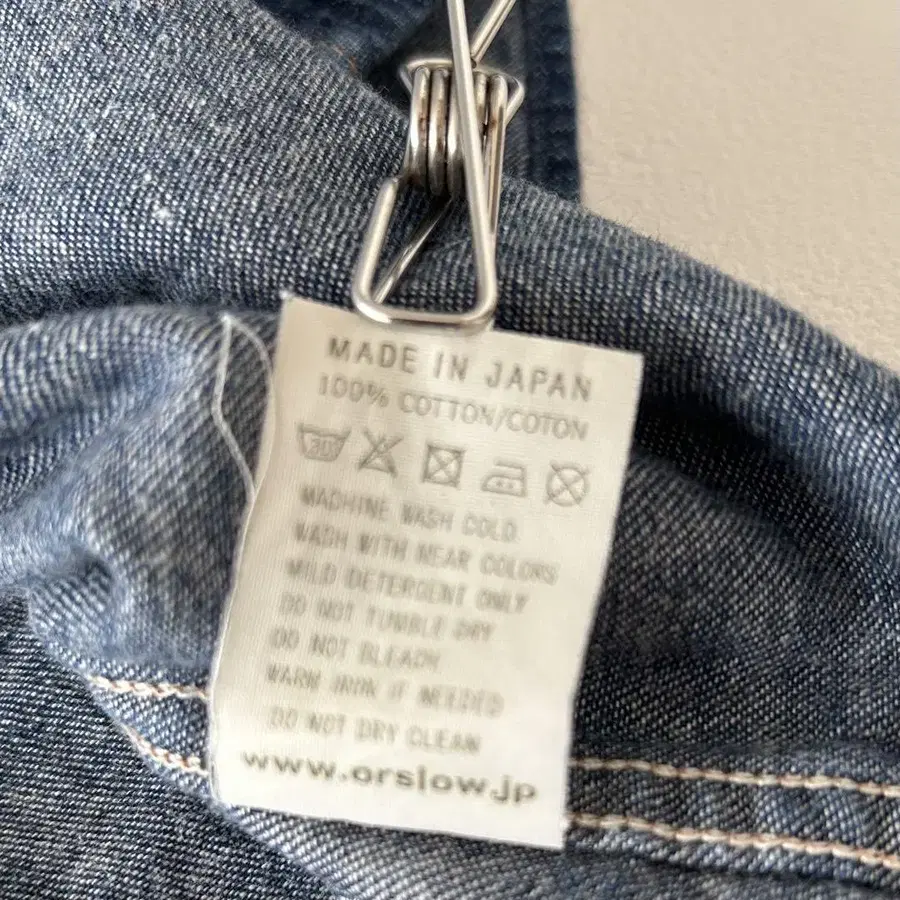 MADE IN JAPAN
100% COTTON/COTON
30
MACHINE WASH COLD.
WASH WITH NEAR COLORS
MILD DETERGENT ONLY
DO NOT TUMBLE DRY
DO NOT BLEACH
WARM IRON IF NEEDED
DO NOT DRY CLEAN
www.orslow.jp